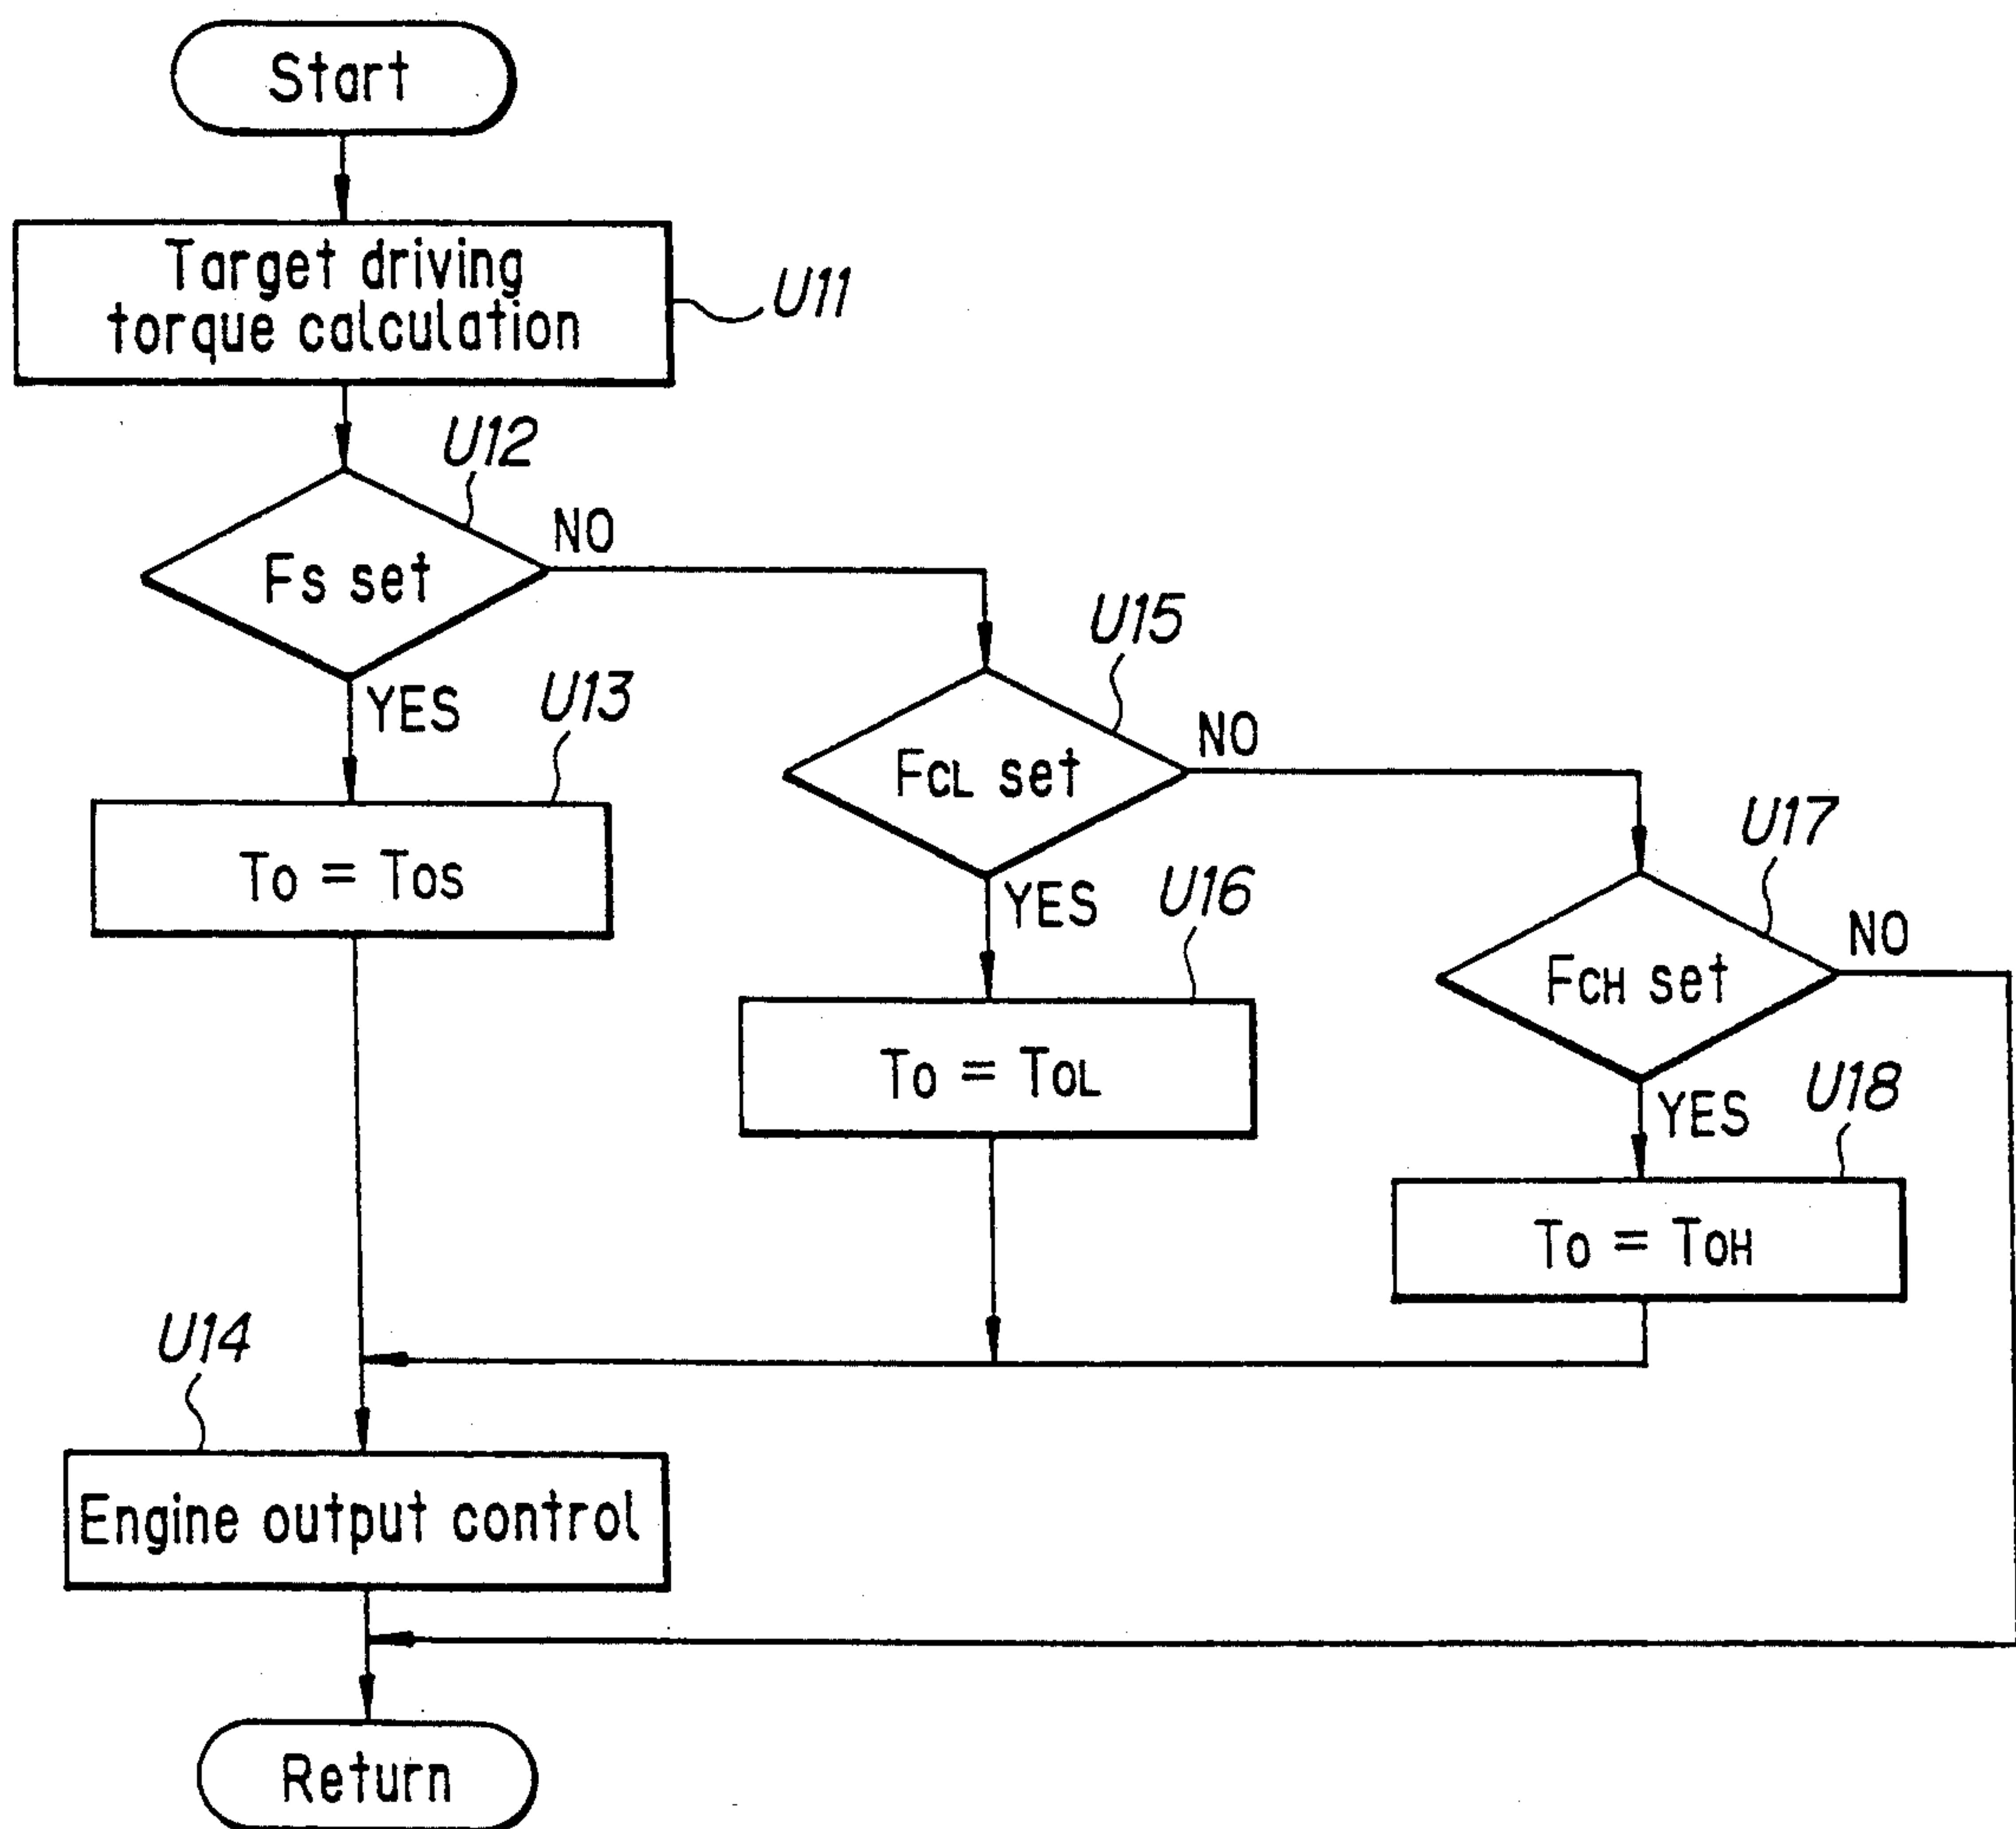 Start
Target driving
torque calculation
U11
U12
Fs set
NO
YES
U13
To = Tos
U15
FCL set
NO
YES
U16
To = ToL
U17
FCH set
NO
YES
U18
To = ToH
U14
Engine output control
Return